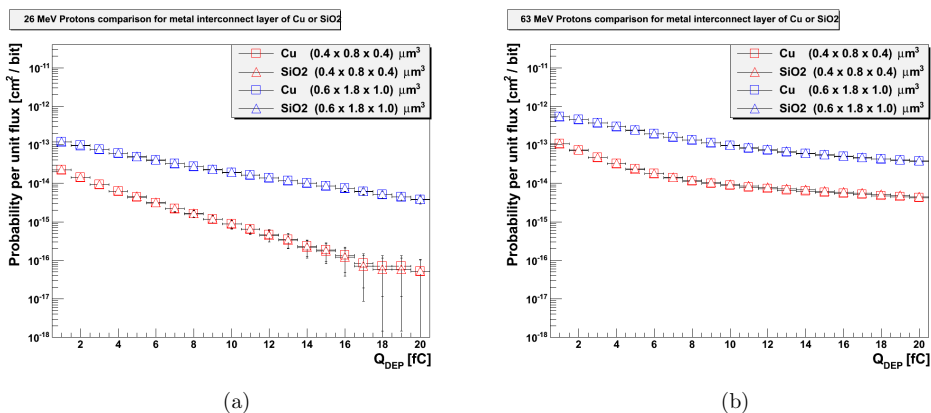 26 MeV Protons comparison for metal interconnect layer of Cu or SiO2
Probability per unit flux [cm² / bit]
10⁻¹¹
10⁻¹²
10⁻¹³
10⁻¹⁴
10⁻¹⁵
10⁻¹⁶
10⁻¹⁷
10⁻¹⁸
Cu (0.4 x 0.8 x 0.4) μm³
SiO2 (0.4 x 0.8 x 0.4) μm³
Cu (0.6 x 1.8 x 1.0) μm³
SiO2 (0.6 x 1.8 x 1.0) μm³
2 4 6 8 10 12 14 16 18 20
Q_DEP [fC]
(a)
63 MeV Protons comparison for metal interconnect layer of Cu or SiO2
Probability per unit flux [cm² / bit]
10⁻¹¹
10⁻¹²
10⁻¹³
10⁻¹⁴
10⁻¹⁵
10⁻¹⁶
10⁻¹⁷
10⁻¹⁸
Cu (0.4 x 0.8 x 0.4) μm³
SiO2 (0.4 x 0.8 x 0.4) μm³
Cu (0.6 x 1.8 x 1.0) μm³
SiO2 (0.6 x 1.8 x 1.0) μm³
2 4 6 8 10 12 14 16 18 20
Q_DEP [fC]
(b)